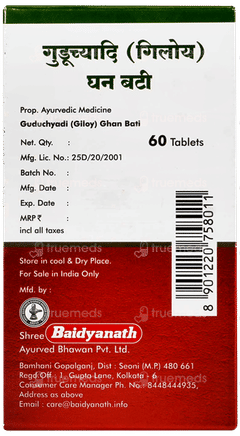 गुडूच्यादि (गिलोय)
घन बटी
Prop. Ayurvedic Medicine
Guduchyadi (Giloy) Ghan Bati
Net. Qty. : 60 Tablets
Mfg. Lic. No.: 25D/20/2001
Batch No :
Mfg. Date :
Exp. Date :
MRP ₹ :
incl all taxes
8 901220 758011
Store in cool & Dry Place.
For Sale in India Only
Mfd. by :
Shree Baidyanath
Ayurved Bhawan Pvt. Ltd.
Bamhani Gopalganj, Dist : Seoni (M.P) 480 661
Regd Off : 1, Gupta Lane, Kolkata - 6
Consumer Care Manager Ph No - 8448444935,
Address as above
Email : care@baidyanath.info
truemeds